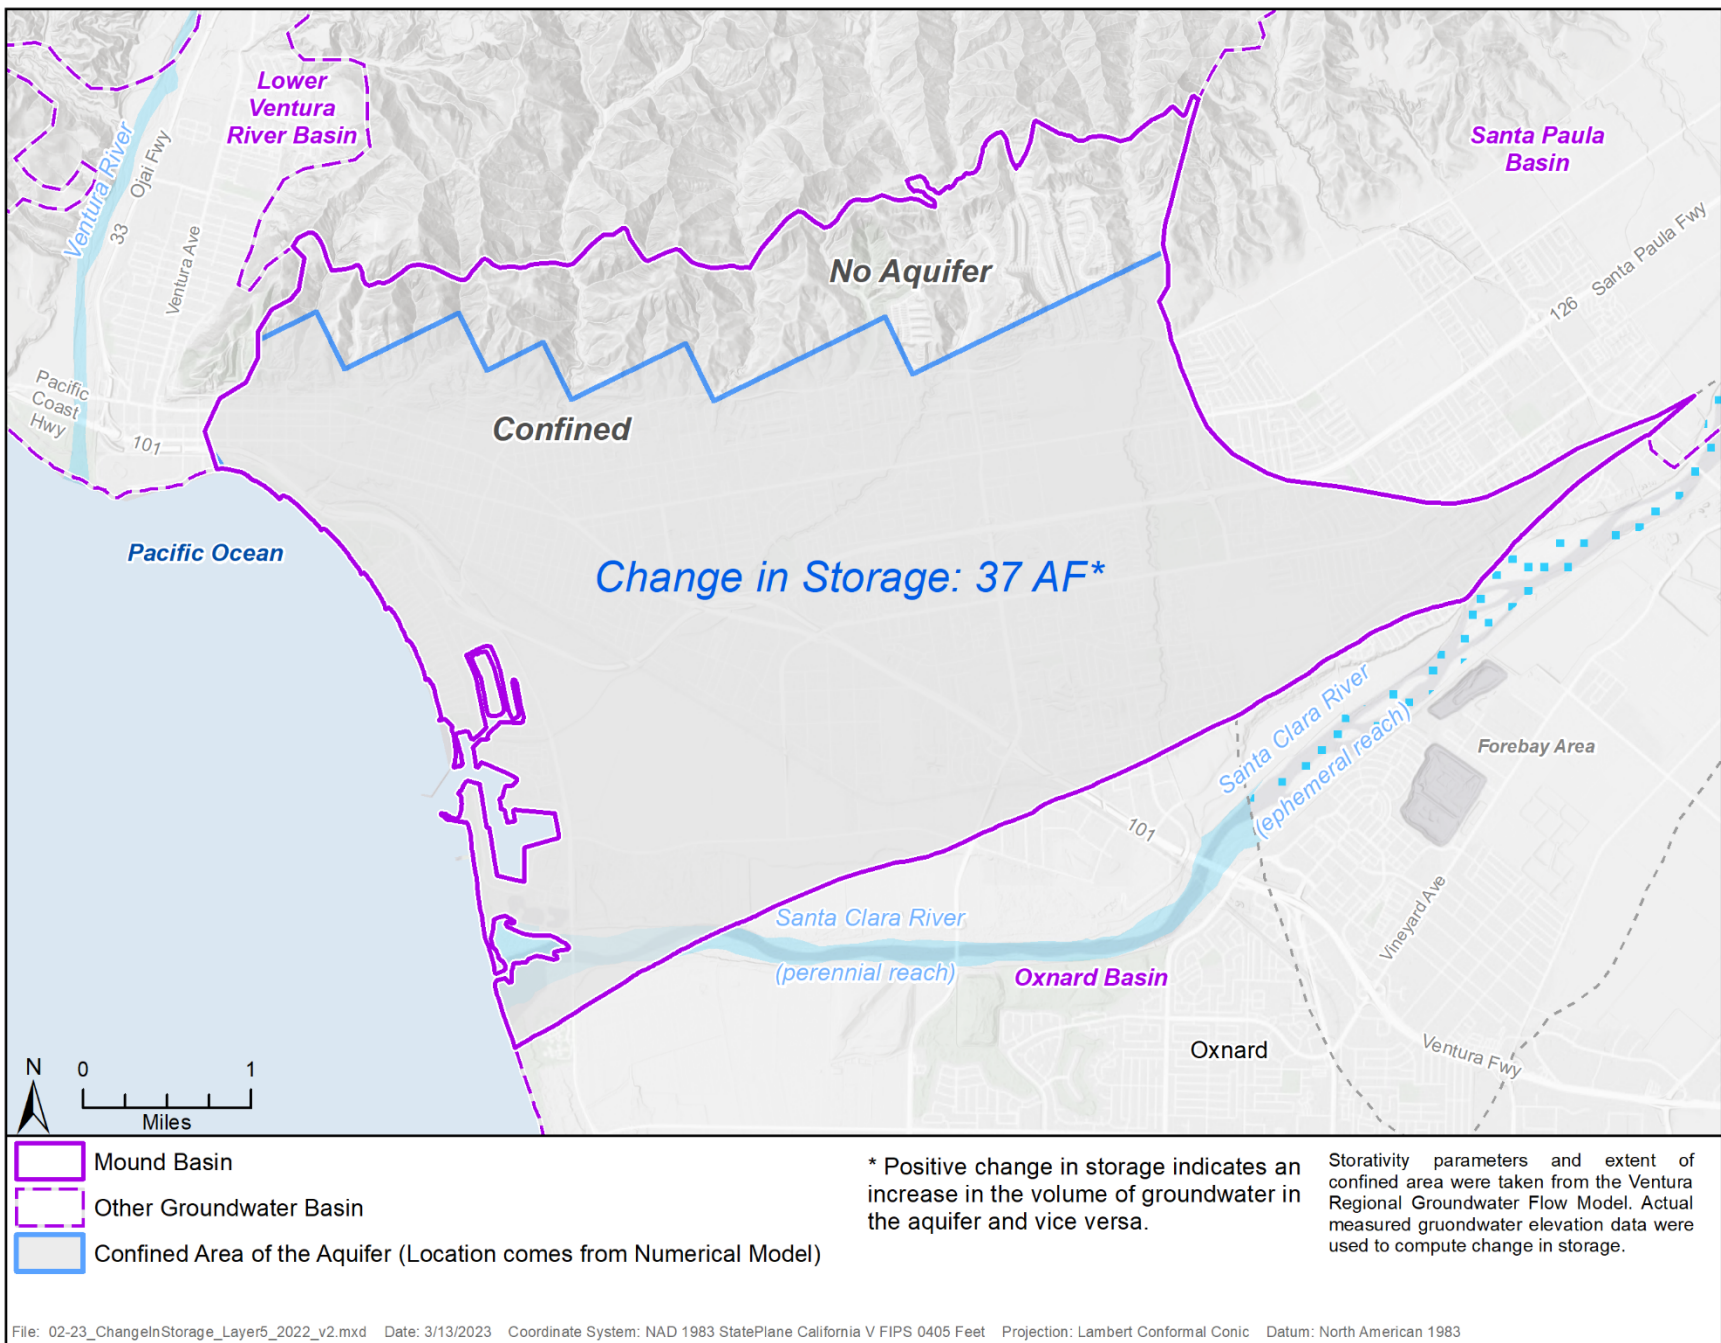 Lower
Ventura
River Basin
Santa Paula
Basin
Ventura River
33
Ojai Fwy
Ventura Ave
Santa Paula Fwy
126
No Aquifer
Pacific
Coast
Hwy
101
Confined
Pacific Ocean
Change in Storage: 37 AF*
Santa Clara River
(ephemeral reach)
Forebay Area
101
Vineyard Ave
Santa Clara River
(perennial reach)
Oxnard Basin
Oxnard
Ventura Fwy
N
0 1
Miles
Mound Basin
Other Groundwater Basin
Confined Area of the Aquifer (Location comes from Numerical Model)
* Positive change in storage indicates an
increase in the volume of groundwater in
the aquifer and vice versa.
Storativity parameters and extent of
confined area were taken from the Ventura
Regional Groundwater Flow Model. Actual
measured gruondwater elevation data were
used to compute change in storage.
File: 02-23_ChangeInStorage_Layer5_2022_v2.mxd Date: 3/13/2023 Coordinate System: NAD 1983 StatePlane California V FIPS 0405 Feet Projection: Lambert Conformal Conic Datum: North American 1983